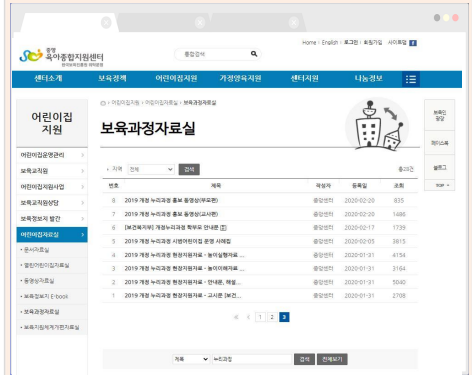 Home | English | 로그인 | 회원가입 사이트맵
중앙
육아종합지원센터
통합검색
센터소개 보육정책 어린이집지원 가정양육지원 센터지원 나눔정보
어린이집
지원
어린이집운영관리
보육교직원
어린이집지원사업
보육교직원상담
보육정보지 발간
어린이집자료실
문서자료실
열린어린이집자료실
동영상자료실
보육정보지 E-book
보육과정자료실
보육지원체계개편자료실
어린이집지원 > 어린이집자료실 > 보육과정자료실
보육과정자료실
지역 전체 검색 총28건
번호 제목 작성자 등록일 조회
8 2019 개정 누리과정 홍보 동영상(부모편) 중앙센터 2020-02-20 835
7 2019 개정 누리과정 홍보 동영상(교사편) 중앙센터 2020-02-20 1486
6 [보건복지부] 개정누리과정 학부모 안내문 중앙센터 2020-02-17 1739
5 2019 개정 누리과정 시범어린이집 운영 사례집 중앙센터 2020-02-05 3815
4 2019 개정 누리과정 현장지원자료 - 놀이실행자료 ... 중앙센터 2020-01-31 4154
3 2019 개정 누리과정 현장지원자료 - 놀이이해자료 ... 중앙센터 2020-01-31 3164
2 2019 개정 누리과정 현장지원자료 - 안내문, 해설... 중앙센터 2020-01-31 5040
1 2019 개정 누리과정 현장지원자료 - 고시문 [보건... 중앙센터 2020-01-31 2708
1 2 3
제목 누리과정 검색 전체보기
페이스북
블로그
TOP